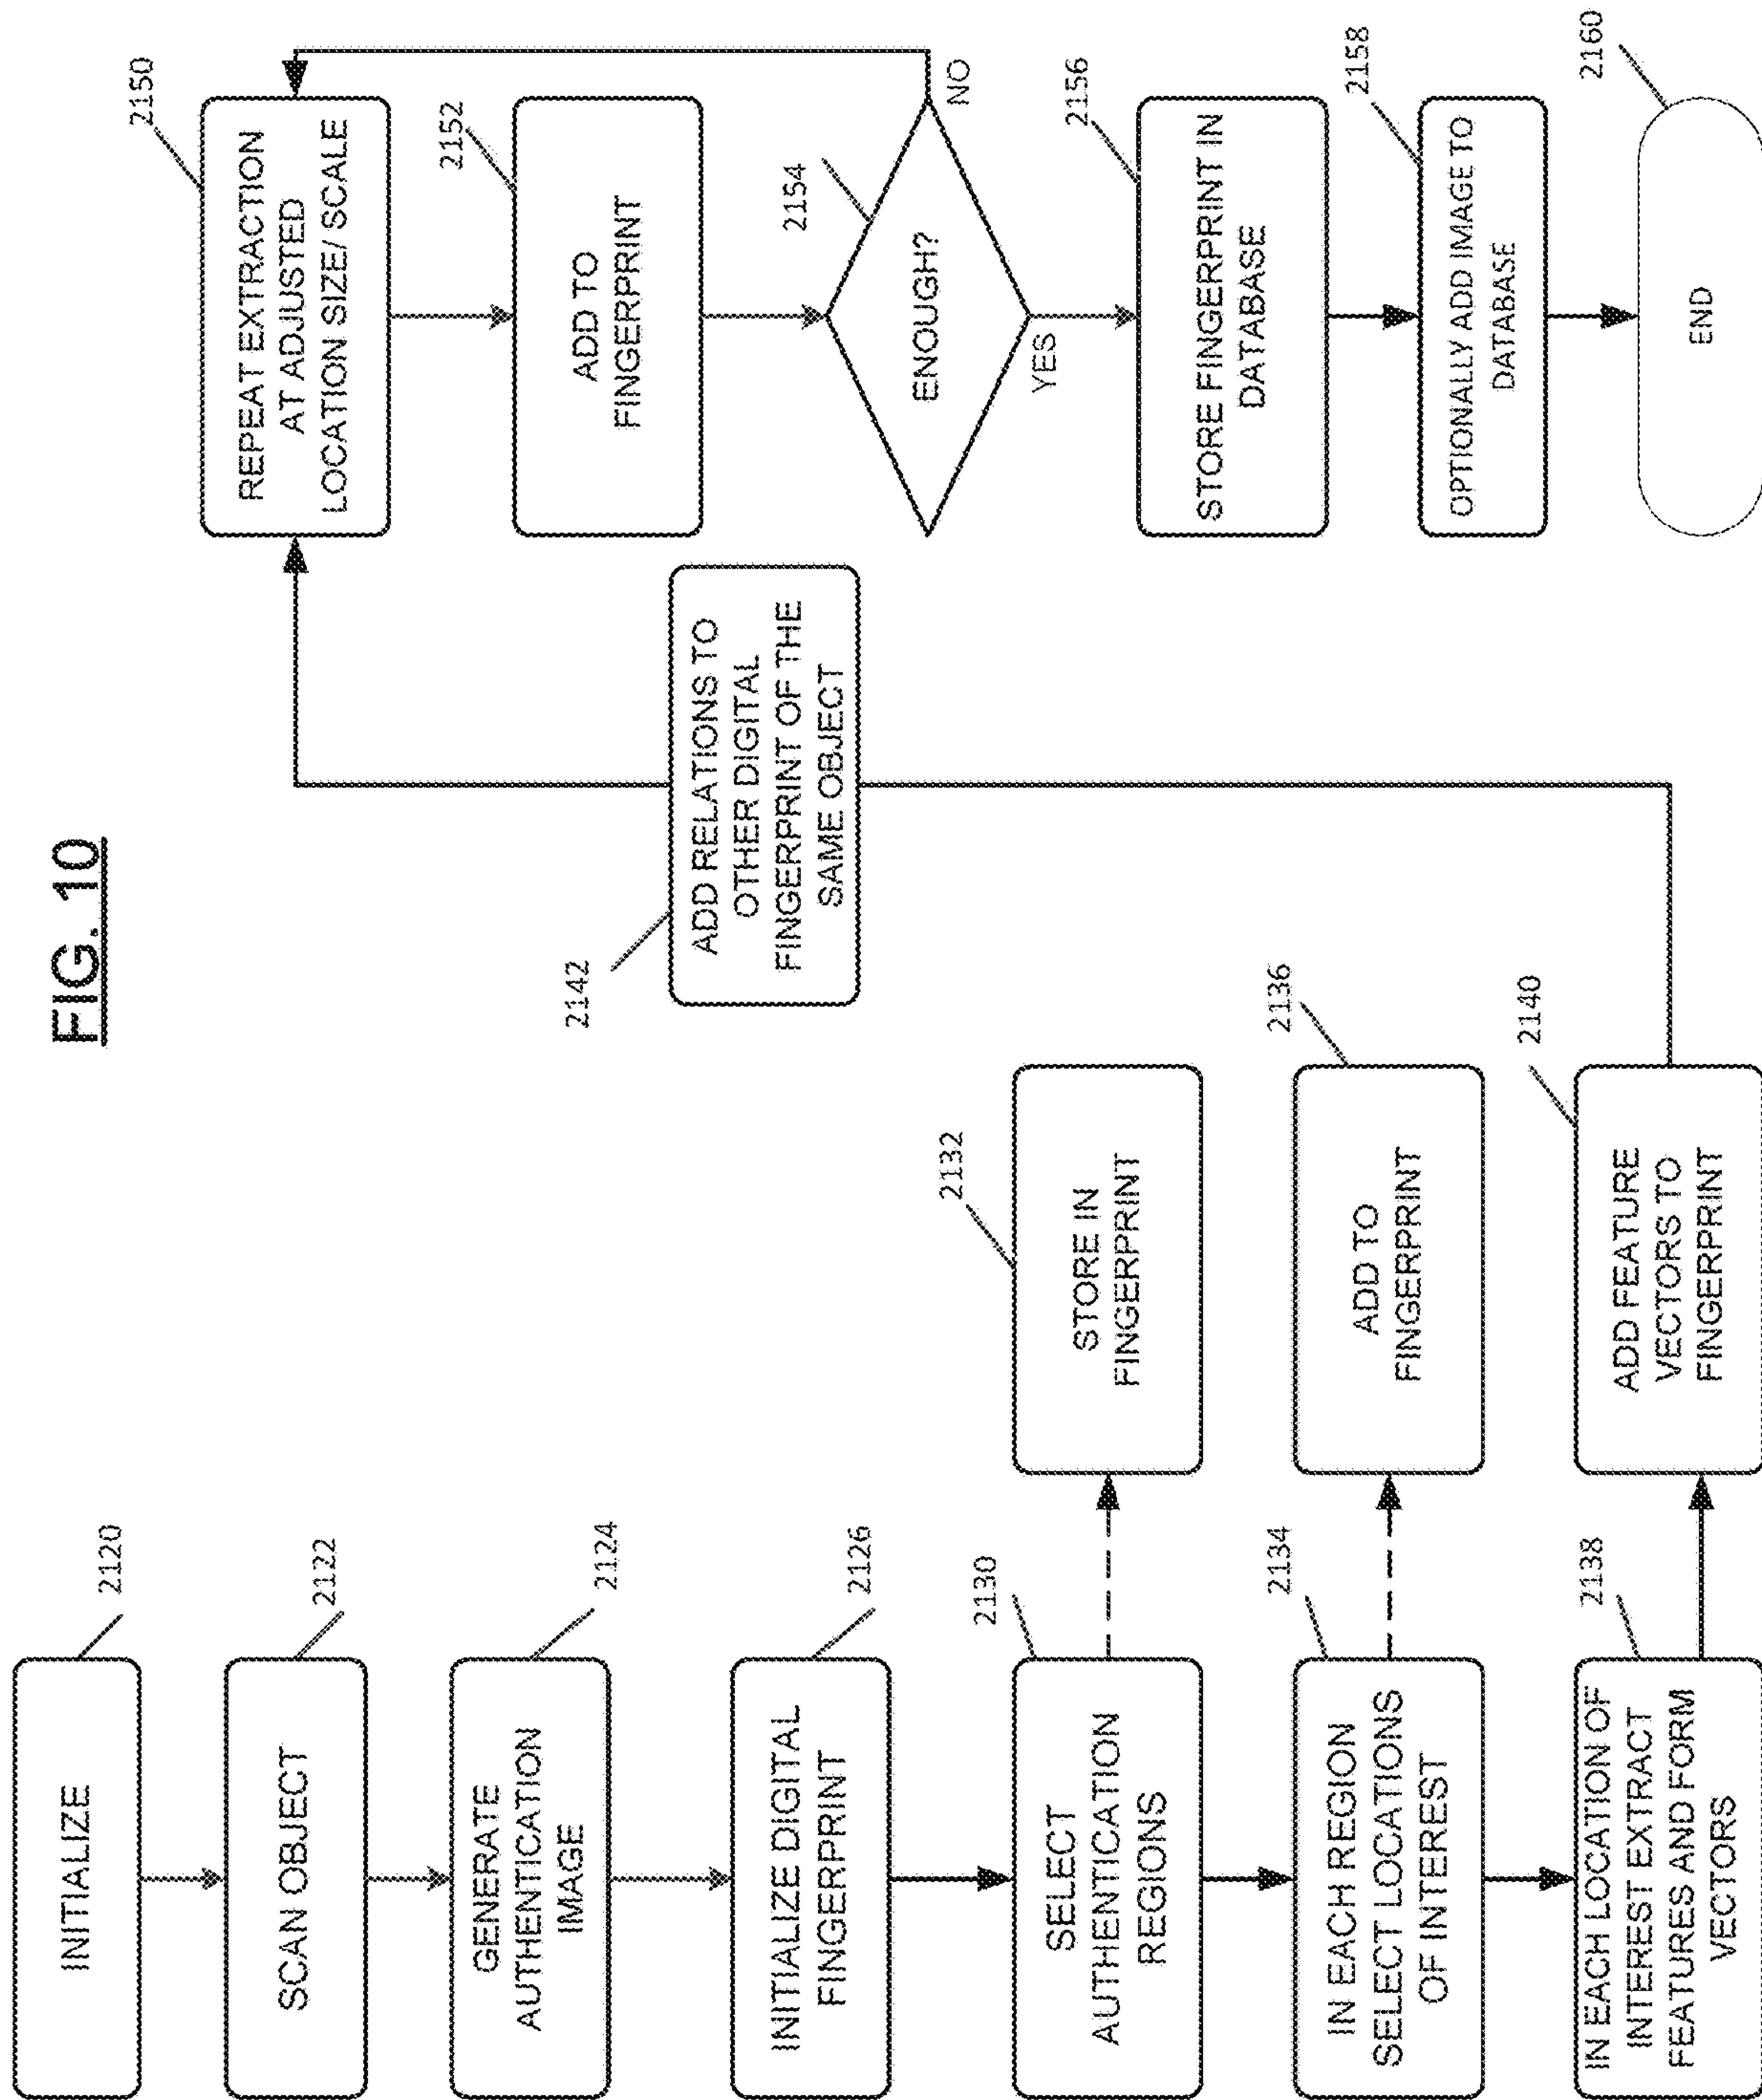 FIG. 10
INITIALIZE
2120
SCAN OBJECT
2122
GENERATE
AUTHENTICATION
IMAGE
2124
INITIALIZE DIGITAL
FINGERPRINT
2126
SELECT
AUTHENTICATION
REGIONS
2130
STORE IN
FINGERPRINT
2132
IN EACH REGION
SELECT LOCATIONS
OF INTEREST
2134
ADD TO
FINGERPRINT
2136
IN EACH LOCATION OF
INTEREST EXTRACT
FEATURES AND FORM
VECTORS
2138
ADD FEATURE
VECTORS TO
FINGERPRINT
2140
ADD RELATIONS TO
OTHER DIGITAL
FINGERPRINT OF THE
SAME OBJECT
2142
REPEAT EXTRACTION
AT ADJUSTED
LOCATION SIZE/ SCALE
2150
ADD TO
FINGERPRINT
2152
ENOUGH?
2154
NO
YES
STORE FINGERPRINT IN
DATABASE
2156
OPTIONALLY ADD IMAGE TO
DATABASE
2158
END
2160